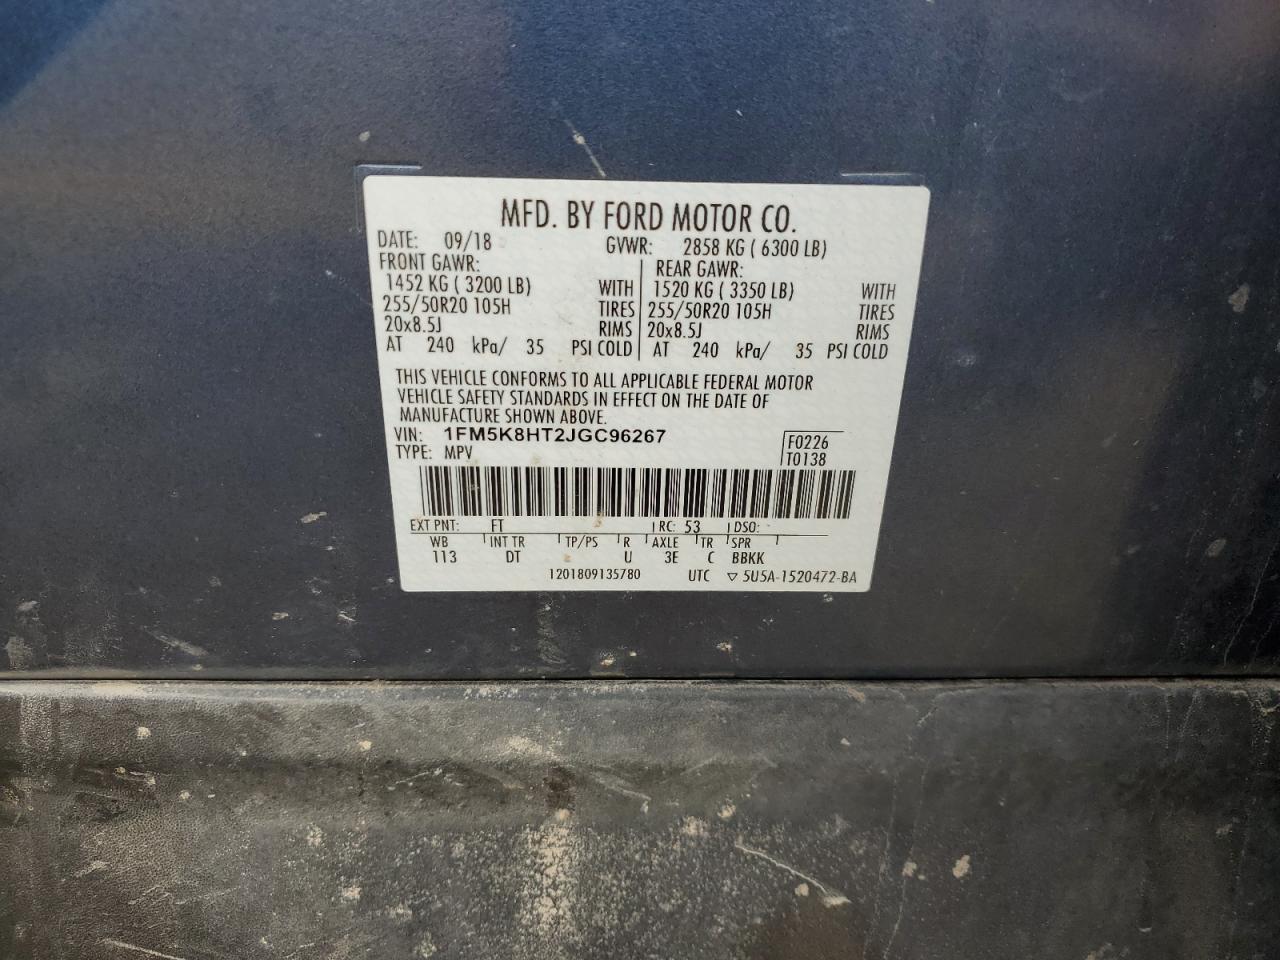 MFD. BY FORD MOTOR CO.
DATE: 09/18 GVWR: 2858 KG ( 6300 LB)
FRONT GAWR: REAR GAWR:
1452 KG ( 3200 LB) WITH 1520 KG ( 3350 LB) WITH
255/50R20 105H TIRES 255/50R20 105H TIRES
20x8.5J RIMS 20x8.5J RIMS
AT 240 kPa/ 35 PSI COLD AT 240 kPa/ 35 PSI COLD
THIS VEHICLE CONFORMS TO ALL APPLICABLE FEDERAL MOTOR
VEHICLE SAFETY STANDARDS IN EFFECT ON THE DATE OF
MANUFACTURE SHOWN ABOVE.
VIN: 1FM5K8HT2JGC96267 F0226
TYPE: MPV T0138
EXT PNT: FT RC: 53 DSO:
WB INT TR TP/PS R AXLE TR SPR
113 DT U 3E C BBKK
1201809135780 UTC ▽ 5U5A-1520472-BA